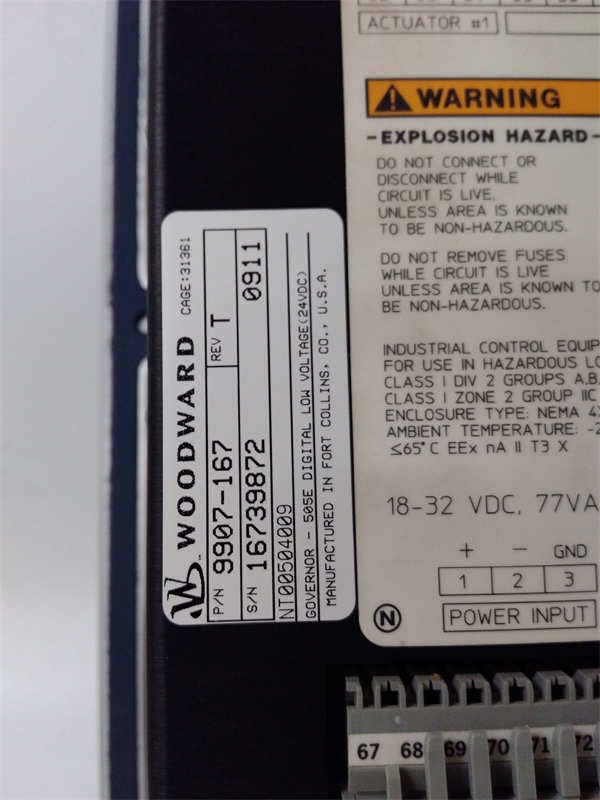 ACTUATOR #1
WARNING
-EXPLOSION HAZARD-
DO NOT CONNECT OR
DISCONNECT WHILE
CIRCUIT IS LIVE,
UNLESS AREA IS KNOWN
TO BE NON-HAZARDOUS.
DO NOT REMOVE FUSES
WHILE CIRCUIT IS LIVE
UNLESS AREA IS KNOWN TO
BE NON-HAZARDOUS.
INDUSTRIAL CONTROL EQUIP
FOR USE IN HAZARDOUS LO
CLASS I DIV 2 GROUPS A,B,
CLASS I ZONE 2 GROUP IIC
ENCLOSURE TYPE: NEMA 4X
AMBIENT TEMPERATURE: -2
≤65°C EEx nA II T3 X
18-32 VDC, 77VA
+ - GND
1 2 3
N POWER INPUT
67 68 69 70 71 72
WOODWARD CAGE:31361
P/N 9907-167 REV T
S/N 16739872 0911
NT00504009
GOVERNOR - 505E DIGITAL LOW VOLTAGE(24VDC)
MANUFACTURED IN FORT COLLINS, CO., U.S.A.